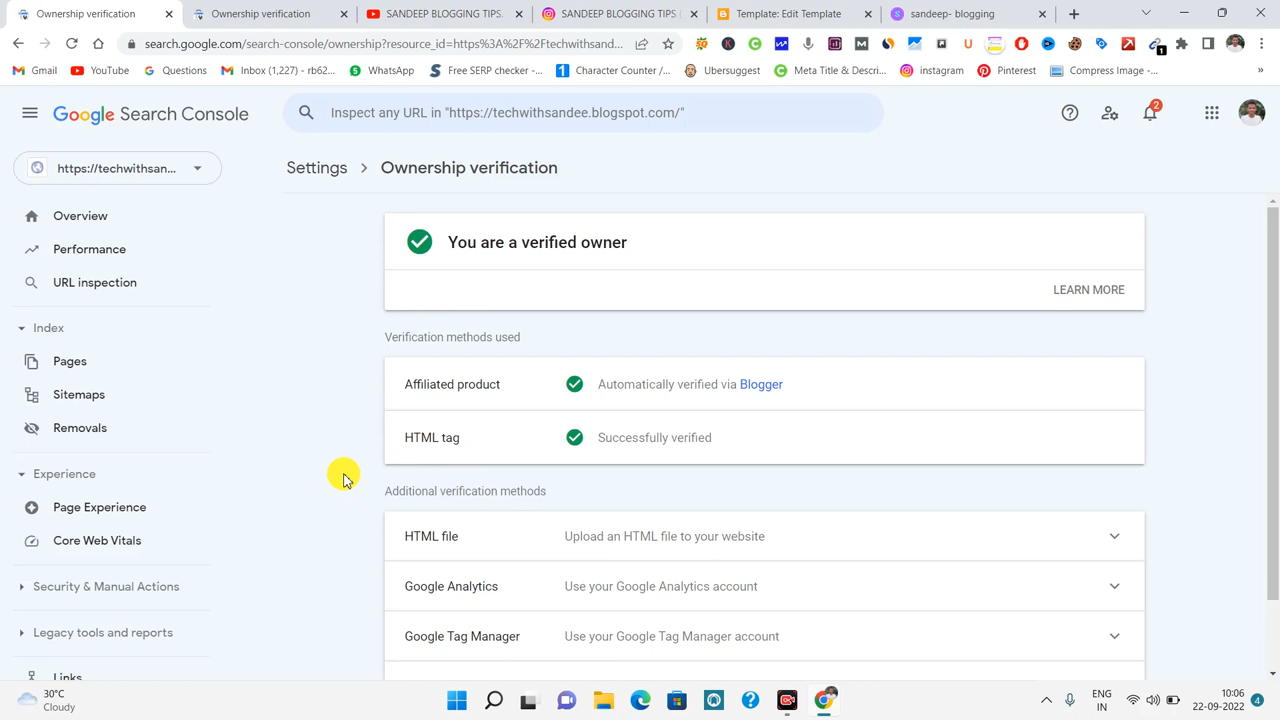 Ownership verification
Ownership verification
SANDEEP BLOGGING TIPS
SANDEEP BLOGGING TIPS (
Template: Edit Template
sandeep- blogging
search.google.com/search-console/ownership?resource_id=https%3A%2F%2Ftechwithsand...
1
Gmail
YouTube
Questions
Inbox (1,227) - rb62...
WhatsApp
Free SERP checker -...
Character Counter /...
Ubersuggest
Meta Title & Descri...
instagram
Pinterest
Compress Image -...
»
Google Search Console
Inspect any URL in "https://techwithsandee.blogspot.com/"
2
https://techwithsan...
Settings
Ownership verification
Overview
Performance
URL inspection
Index
Pages
Sitemaps
Removals
Experience
Page Experience
Core Web Vitals
Security & Manual Actions
Legacy tools and reports
Links
You are a verified owner
LEARN MORE
Verification methods used
Affiliated product
Automatically verified via Blogger
HTML tag
Successfully verified
Additional verification methods
HTML file
Upload an HTML file to your website
Google Analytics
Use your Google Analytics account
Google Tag Manager
Use your Google Tag Manager account
30°C
Cloudy
ENG
IN
10:06
22-09-2022
4